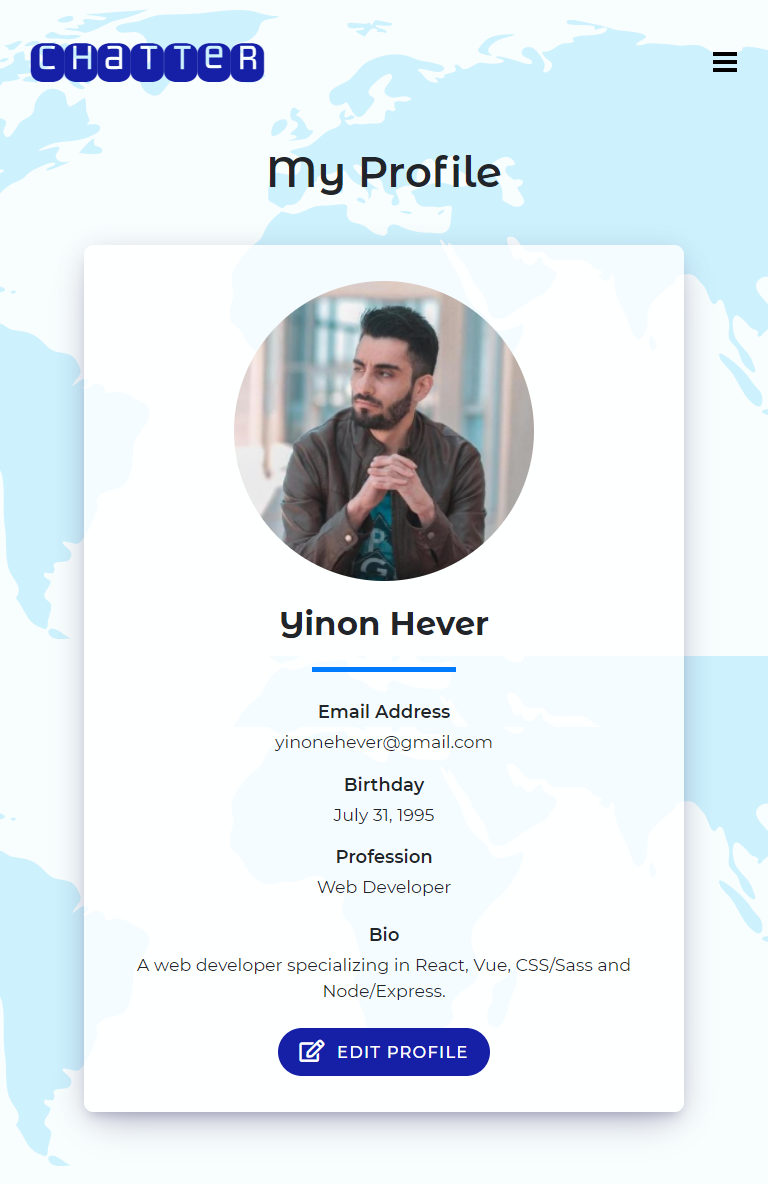 CHATTER
My Profile
PG
Yinon Hever
Email Address
yinonehever@gmail.com
Birthday
July 31, 1995
Profession
Web Developer
Bio
A web developer specializing in React, Vue, CSS/Sass and
Node/Express.
EDIT PROFILE